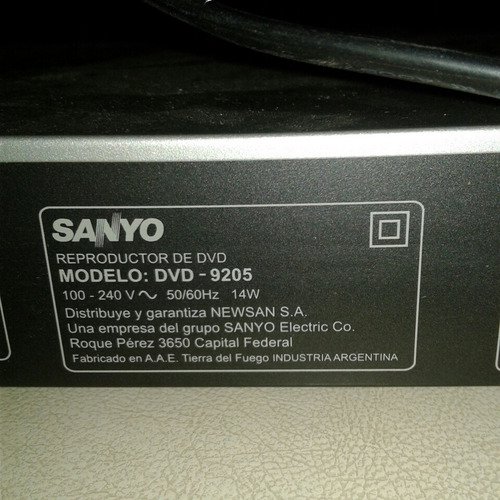 SANYO
REPRODUCTOR DE DVD
MODELO: DVD - 9205
100 - 240 V ~ 50/60Hz 14W
Distribuye y garantiza NEWSAN S.A.
Una empresa del grupo SANYO Electric Co.
Roque Pérez 3650 Capital Federal
Fabricado en A.A.E. Tierra del Fuego INDUSTRIA ARGENTINA